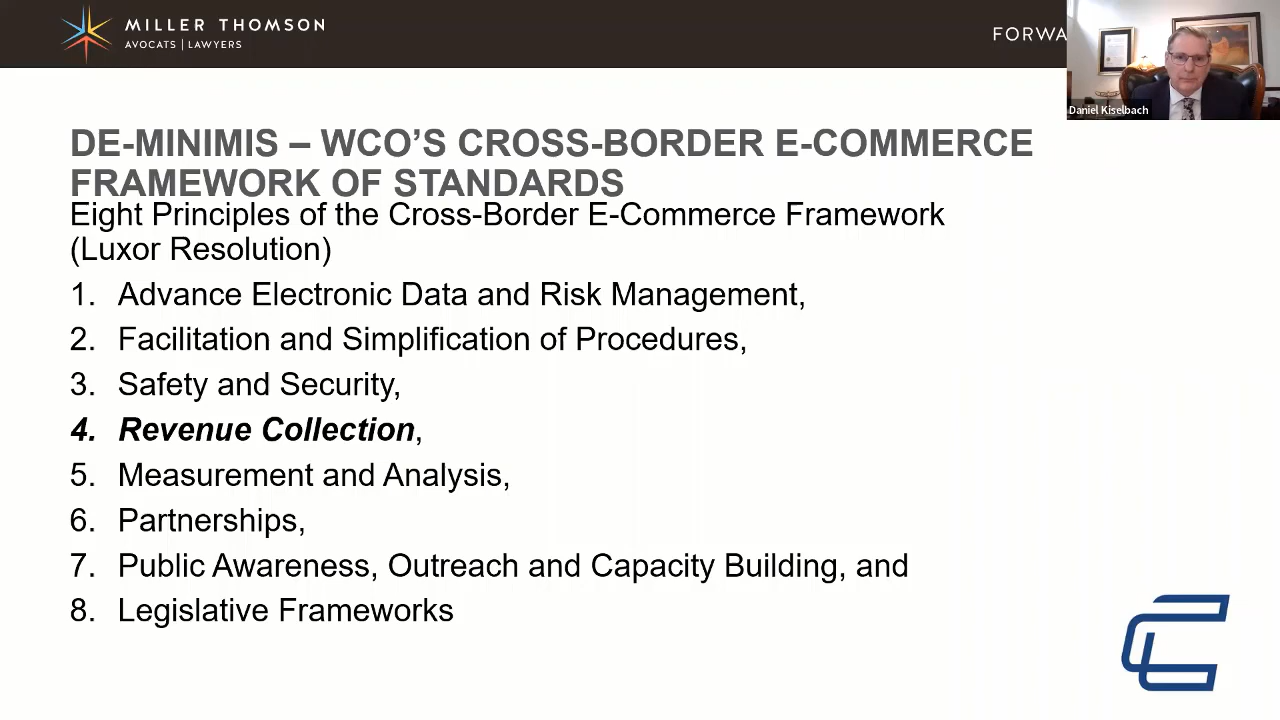 MILLER THOMSON
AVOCATS | LAWYERS
FORWA
Daniel Kiselbach
DE-MINIMIS – WCO'S CROSS-BORDER E-COMMERCE
FRAMEWORK OF STANDARDS
Eight Principles of the Cross-Border E-Commerce Framework
(Luxor Resolution)
1. Advance Electronic Data and Risk Management,
2. Facilitation and Simplification of Procedures,
3. Safety and Security,
4. Revenue Collection,
5. Measurement and Analysis,
6. Partnerships,
7. Public Awareness, Outreach and Capacity Building, and
8. Legislative Frameworks